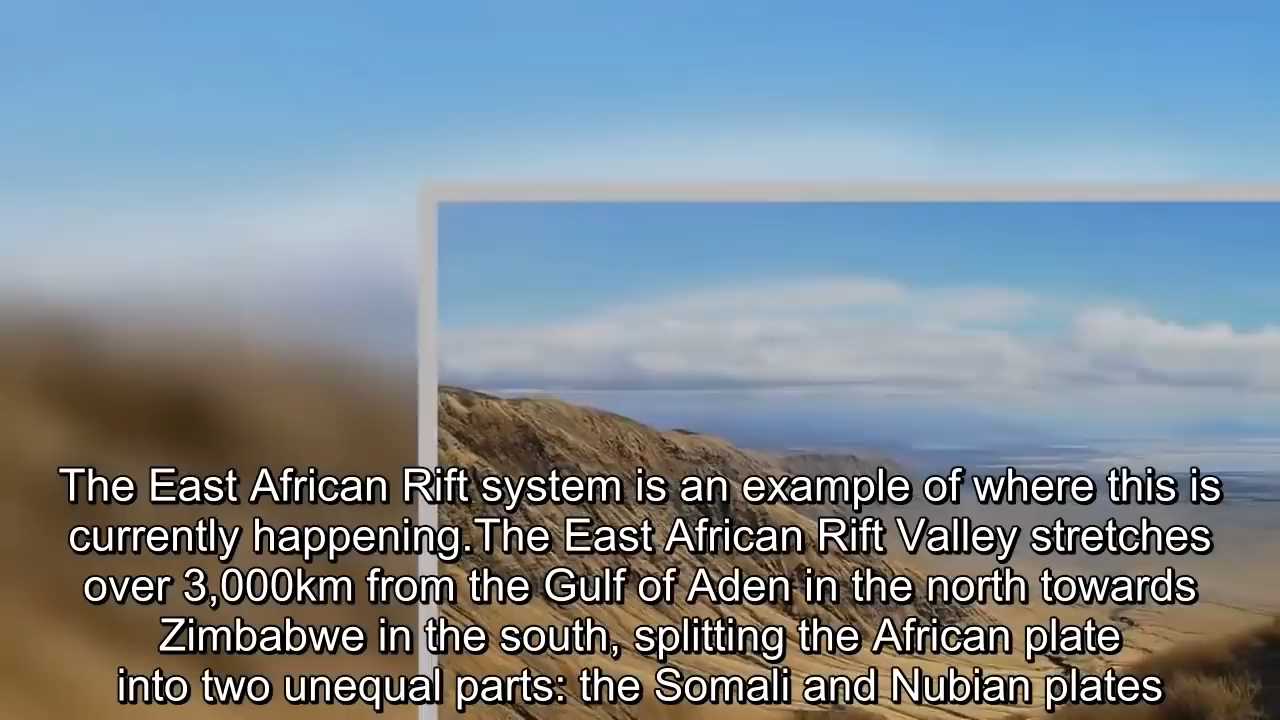 The East African Rift system is an example of where this is
currently happening.The East African Rift Valley stretches
over 3,000km from the Gulf of Aden in the north towards
Zimbabwe in the south, splitting the African plate
into two unequal parts: the Somali and Nubian plates